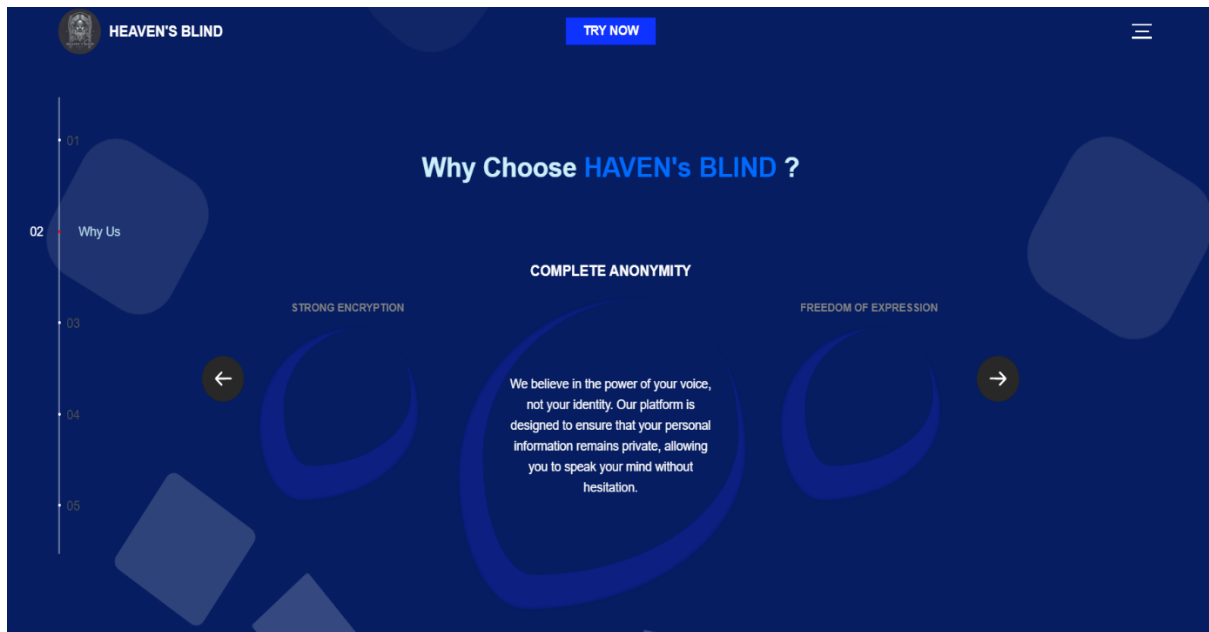 HEAVEN'S BLIND
TRY NOW
01
Why Choose HAVEN's BLIND ?
02 Why Us
COMPLETE ANONYMITY
STRONG ENCRYPTION
FREEDOM OF EXPRESSION
03
We believe in the power of your voice,
not your identity. Our platform is
designed to ensure that your personal
information remains private, allowing
you to speak your mind without
hesitation.
04
05